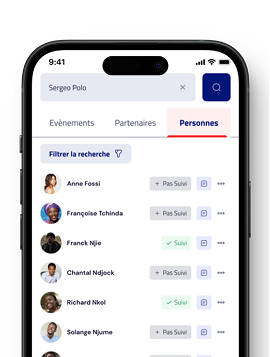 9:41
Sergeo Polo
Evènements Partenaires Personnes
Filtrer la recherche
Anne Fossi + Pas Suivi
Françoise Tchinda + Pas Suivi
Franck Njie ✓ Suivi
Chantal Ndjock + Pas Suivi
Richard Nkol ✓ Suivi
Solange Njume + Pas Suivi